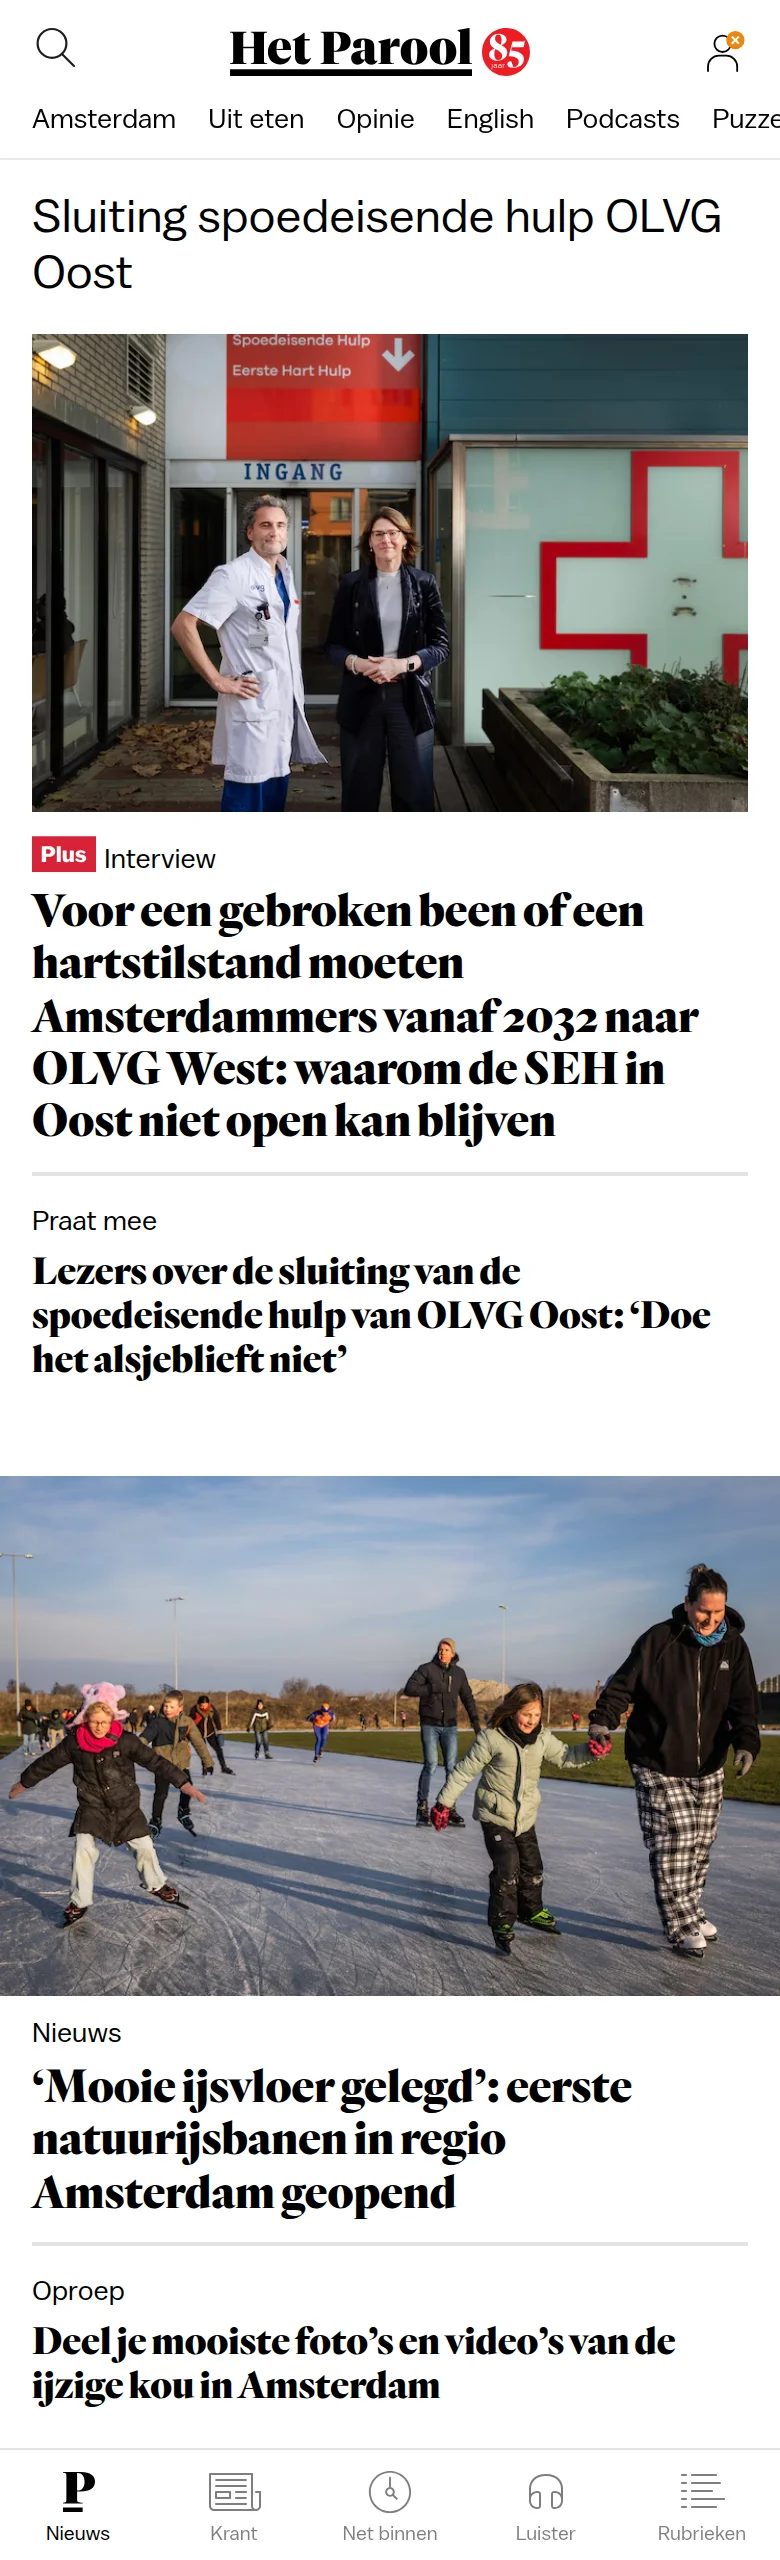 Het Parool 85 jaar
Amsterdam Uit eten Opinie English Podcasts Puzze
Sluiting spoedeisende hulp OLVG
Oost
Spoedeisende Hulp
Eerste Hart Hulp
INGANG
olvg
Plus Interview
Voor een gebroken been of een
hartstilstand moeten
Amsterdammers vanaf 2032 naar
OLVG West: waarom de SEH in
Oost niet open kan blijven
Praat mee
Lezers over de sluiting van de
spoedeisende hulp van OLVG Oost: ‘Doe
het alsjeblieft niet’
Nieuws
‘Mooie ijsvloer gelegd’: eerste
natuurijsbanen in regio
Amsterdam geopend
Oproep
Deel je mooiste foto’s en video’s van de
ijzige kou in Amsterdam
P
Nieuws Krant Net binnen Luister Rubrieken